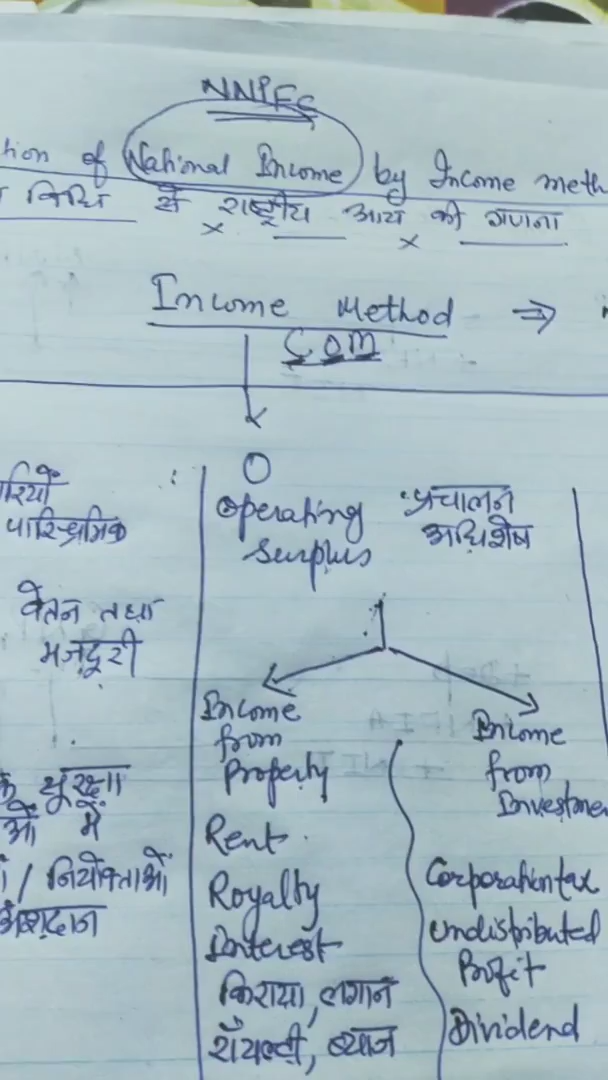 NNPFC
tion of National Income by Income meth
विधि से राष्ट्रीय आय की गणना
Income Method ⇒
COM
पारिश्रमिक
वेतन तथा
मजदूरी
सुरक्षा
ओं में
/ नियोक्ताओं
अंशदान
O
Operating
Surplus
प्रचालन
अधिशेष
Income
from
Property
Rent
Royalty
Interest
किराया, लगान
रॉयल्टी, ब्याज
Income
from
Investmen
Corporation tax
undistributed
Profit
Dividend